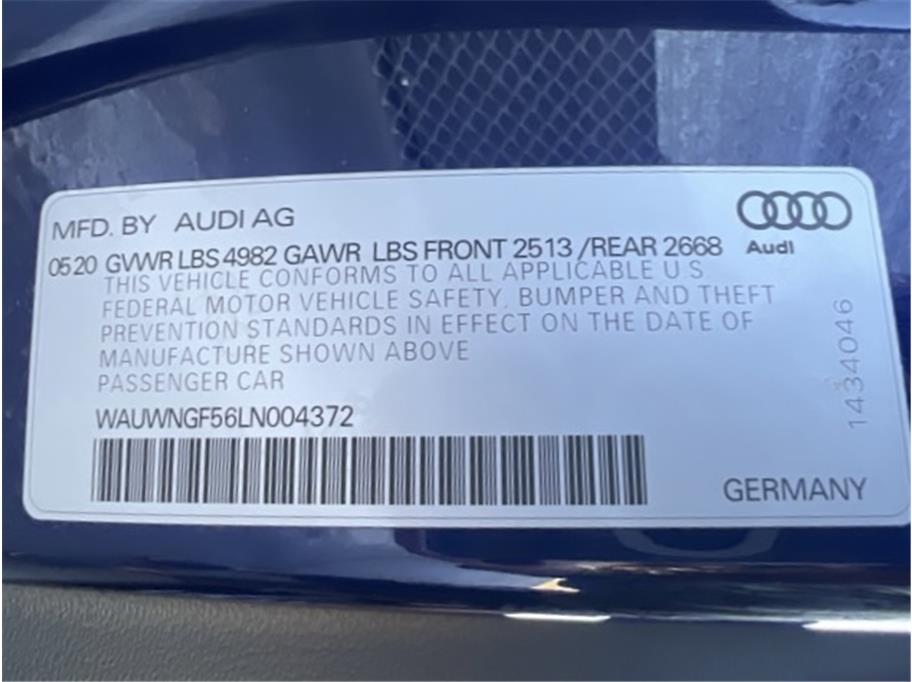 MFD. BY AUDI AG
Audi
0520 GVWR LBS 4982 GAWR LBS FRONT 2513 /REAR 2668
THIS VEHICLE CONFORMS TO ALL APPLICABLE U.S.
FEDERAL MOTOR VEHICLE SAFETY, BUMPER AND THEFT
PREVENTION STANDARDS IN EFFECT ON THE DATE OF
MANUFACTURE SHOWN ABOVE
PASSENGER CAR
WAUWNGF56LN004372
1434046
GERMANY